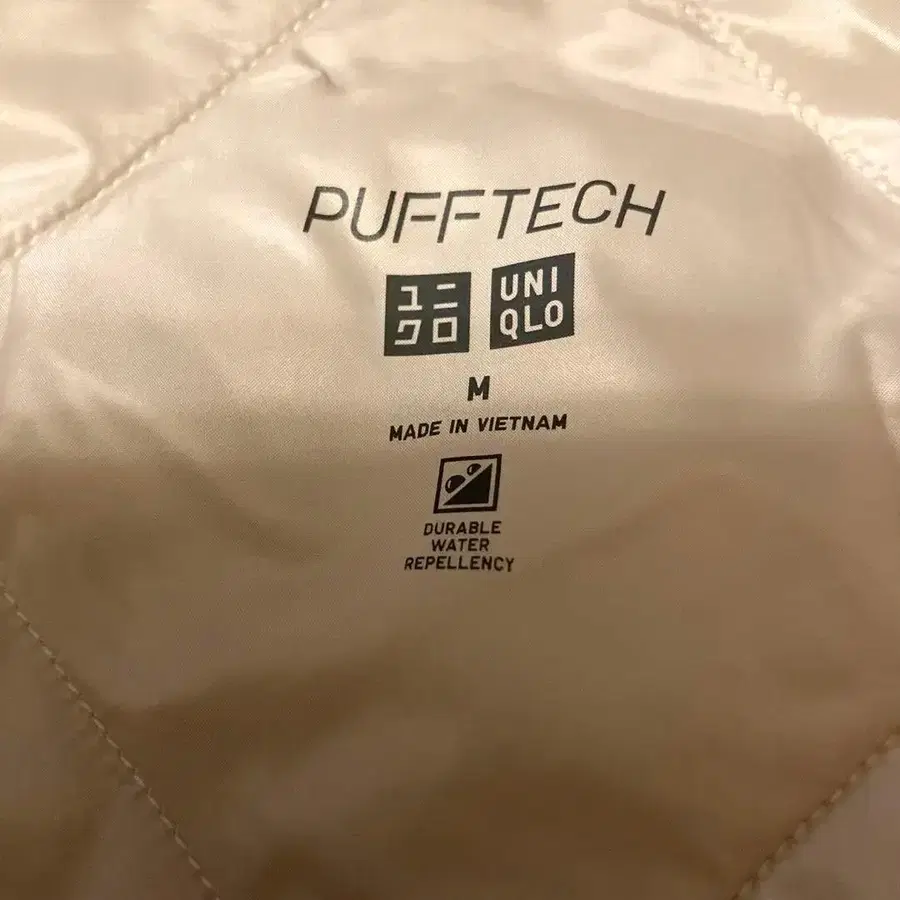 PUFFTECH
ユニ UNI
クロ QLO
M
MADE IN VIETNAM
DURABLE
WATER
REPELLENCY